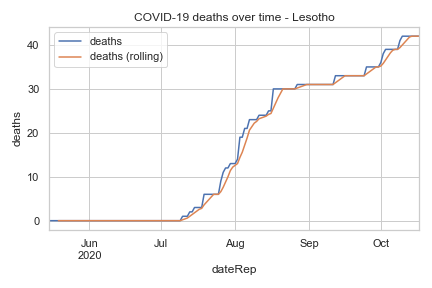 COVID-19 deaths over time - Lesotho
deaths
deaths (rolling)
deaths
40
30
20
10
0
Jun
2020
Jul
Aug
Sep
Oct
dateRep